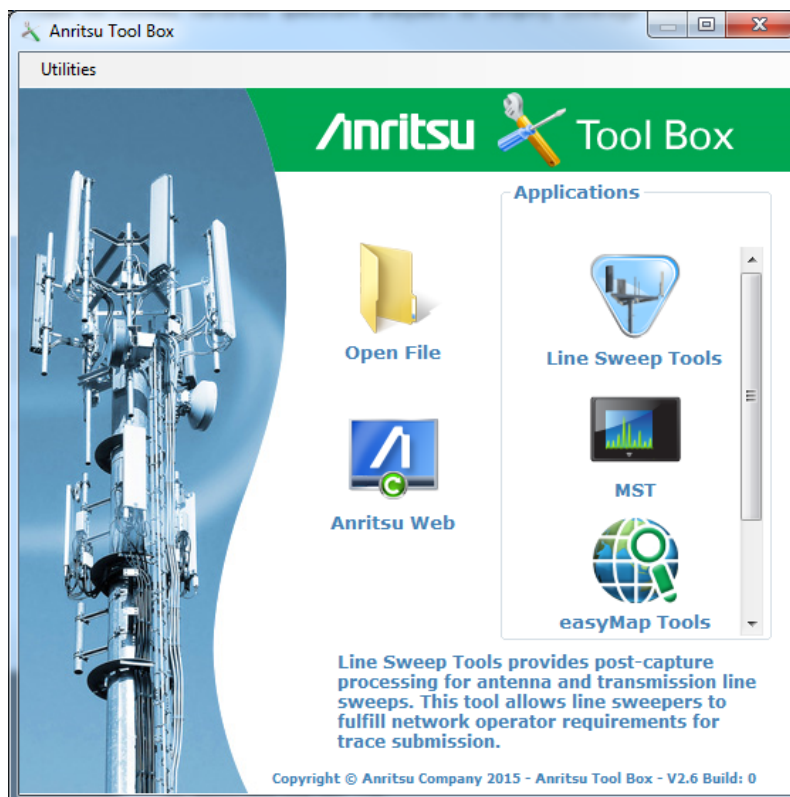 Anritsu Tool Box
Utilities
Anritsu Tool Box
Applications
Open File
Line Sweep Tools
MST
Anritsu Web
easyMap Tools
Line Sweep Tools provides post-capture
processing for antenna and transmission line
sweeps. This tool allows line sweepers to
fulfill network operator requirements for
trace submission.
Copyright © Anritsu Company 2015 - Anritsu Tool Box - V2.6 Build: 0